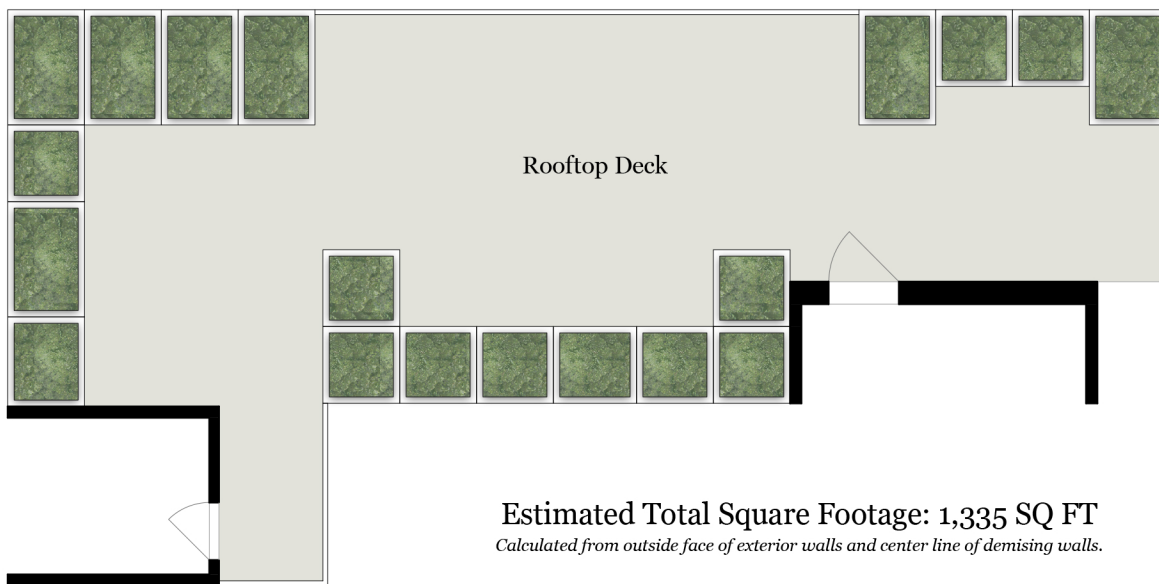 Rooftop Deck
Estimated Total Square Footage: 1,335 SQ FT
Calculated from outside face of exterior walls and center line of demising walls.